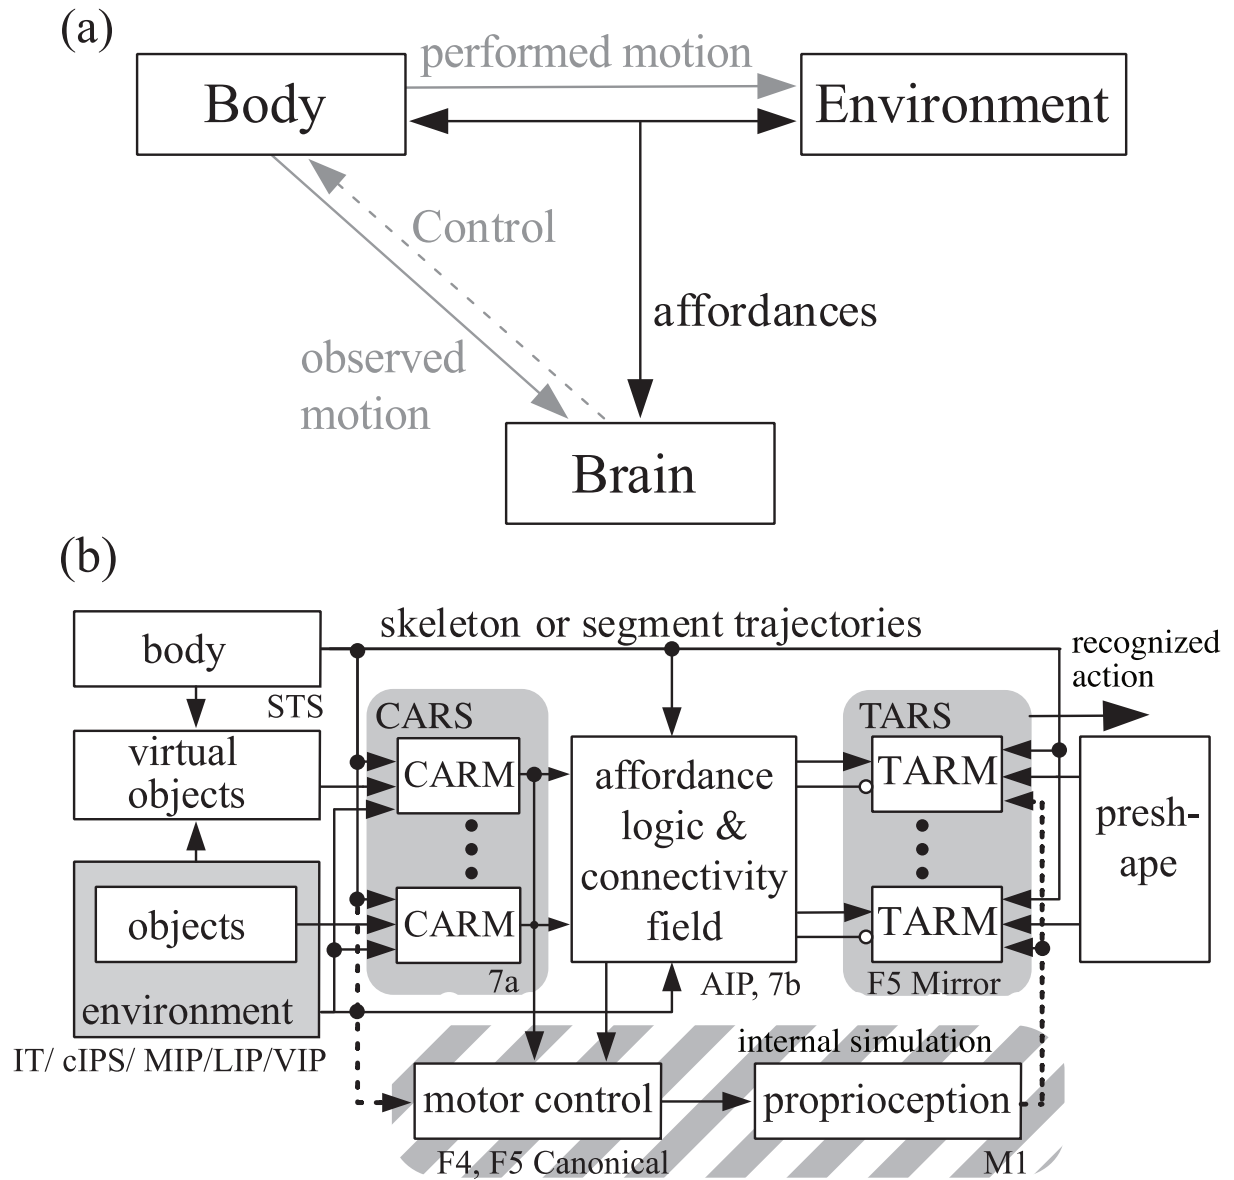 (a)
performed motion
Body
Environment
Control
affordances
observed
motion
Brain
(b)
skeleton or segment trajectories
body
recognized
action
STS
CARS
TARS
virtual
objects
CARM
affordance
logic &
connectivity
field
TARM
presh-
ape
objects
CARM
TARM
environment
7a
AIP, 7b
F5 Mirror
IT/ cIPS/ MIP/LIP/VIP
internal simulation
motor control
proprioception
F4, F5 Canonical
M1